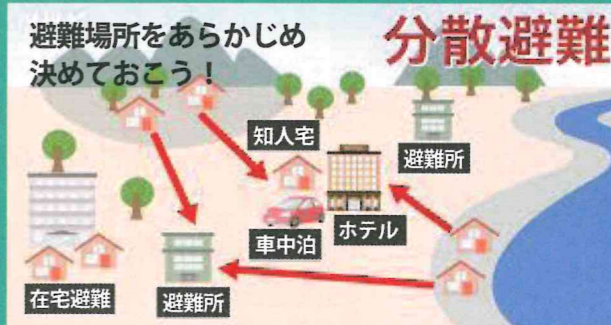 避難場所をあらかじめ
決めておこう！
分散避難
知人宅
避難所
ホテル
車中泊
在宅避難
避難所